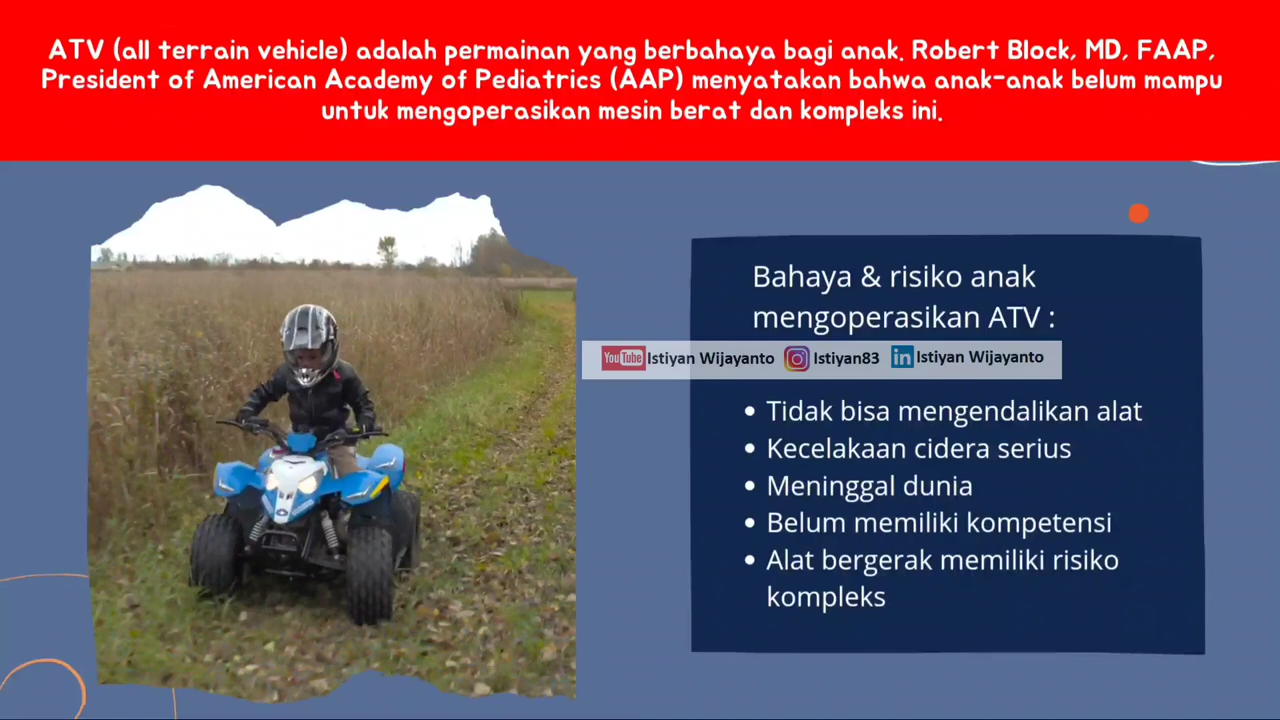 ATV (all terrain vehicle) adalah permainan yang berbahaya bagi anak. Robert Block, MD, FAAP,
President of American Academy of Pediatrics (AAP) menyatakan bahwa anak-anak belum mampu
untuk mengoperasikan mesin berat dan kompleks ini.
Bahaya & risiko anak
mengoperasikan ATV :
YouTube Istiyan Wijayanto Istiyan83 in Istiyan Wijayanto
• Tidak bisa mengendalikan alat
• Kecelakaan cidera serius
• Meninggal dunia
• Belum memiliki kompetensi
• Alat bergerak memiliki risiko
kompleks